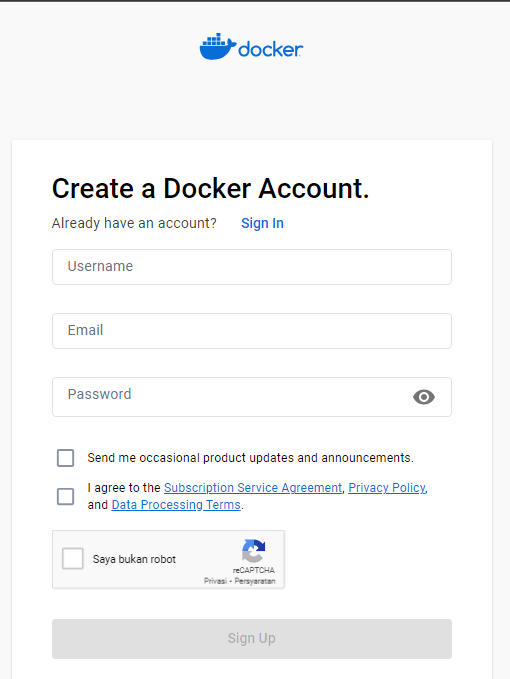 docker
Create a Docker Account.
Already have an account? Sign In
Username
Email
Password
Send me occasional product updates and announcements.
I agree to the Subscription Service Agreement, Privacy Policy,
and Data Processing Terms.
Saya bukan robot
reCAPTCHA
Privasi - Persyaratan
Sign Up